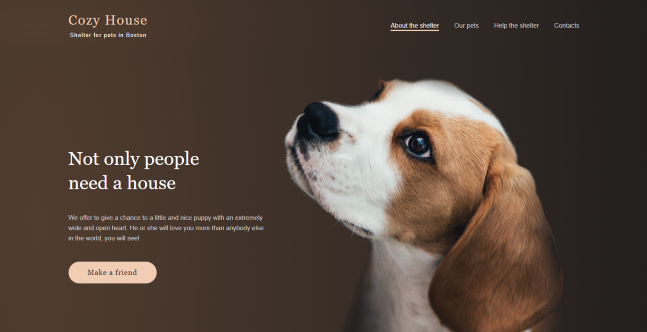 Cozy House
Shelter for pets in Boston
About the shelter
Our pets
Help the shelter
Contacts
Not only people
need a house
We offer to give a chance to a little and nice puppy with an extremely
wide and open heart. He or she will love you more than anybody else
in the world, you will see!
Make a friend